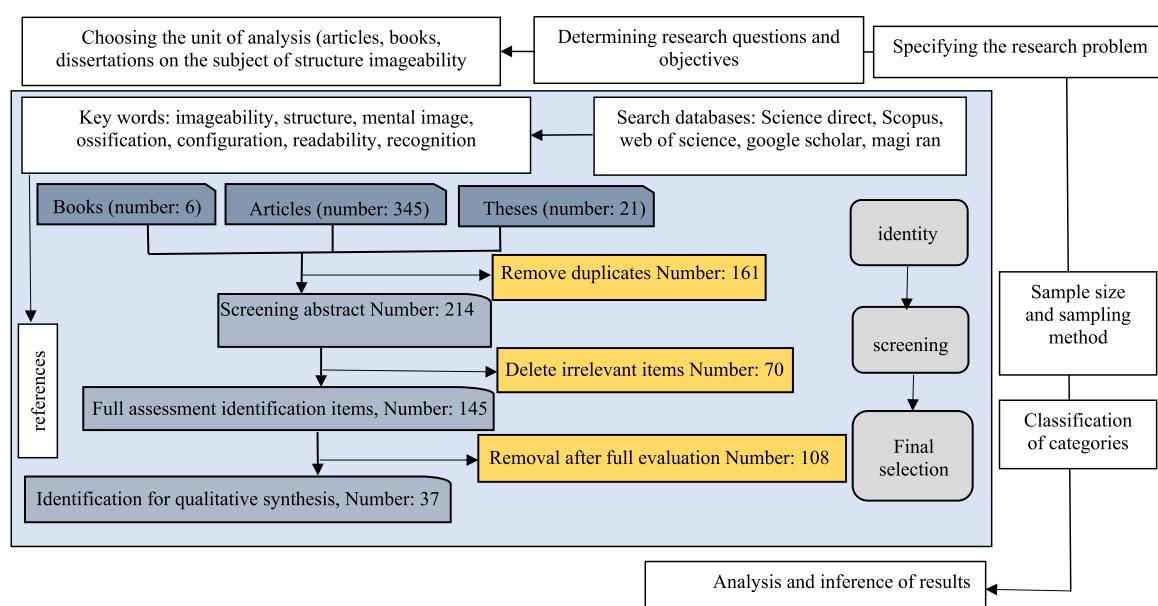 Choosing the unit of analysis (articles, books,
dissertations on the subject of structure imageability
Determining research questions and
objectives
Specifying the research problem
Key words: imageability, structure, mental image,
ossification, configuration, readability, recognition
Search databases: Science direct, Scopus,
web of science, google scholar, magi ran
Books (number: 6)
Articles (number: 345)
Theses (number: 21)
identity
Remove duplicates Number: 161
Screening abstract Number: 214
Sample size
and sampling
method
screening
references
Delete irrelevant items Number: 70
Full assessment identification items, Number: 145
Classification
of categories
Final
selection
Removal after full evaluation Number: 108
Identification for qualitative synthesis, Number: 37
Analysis and inference of results